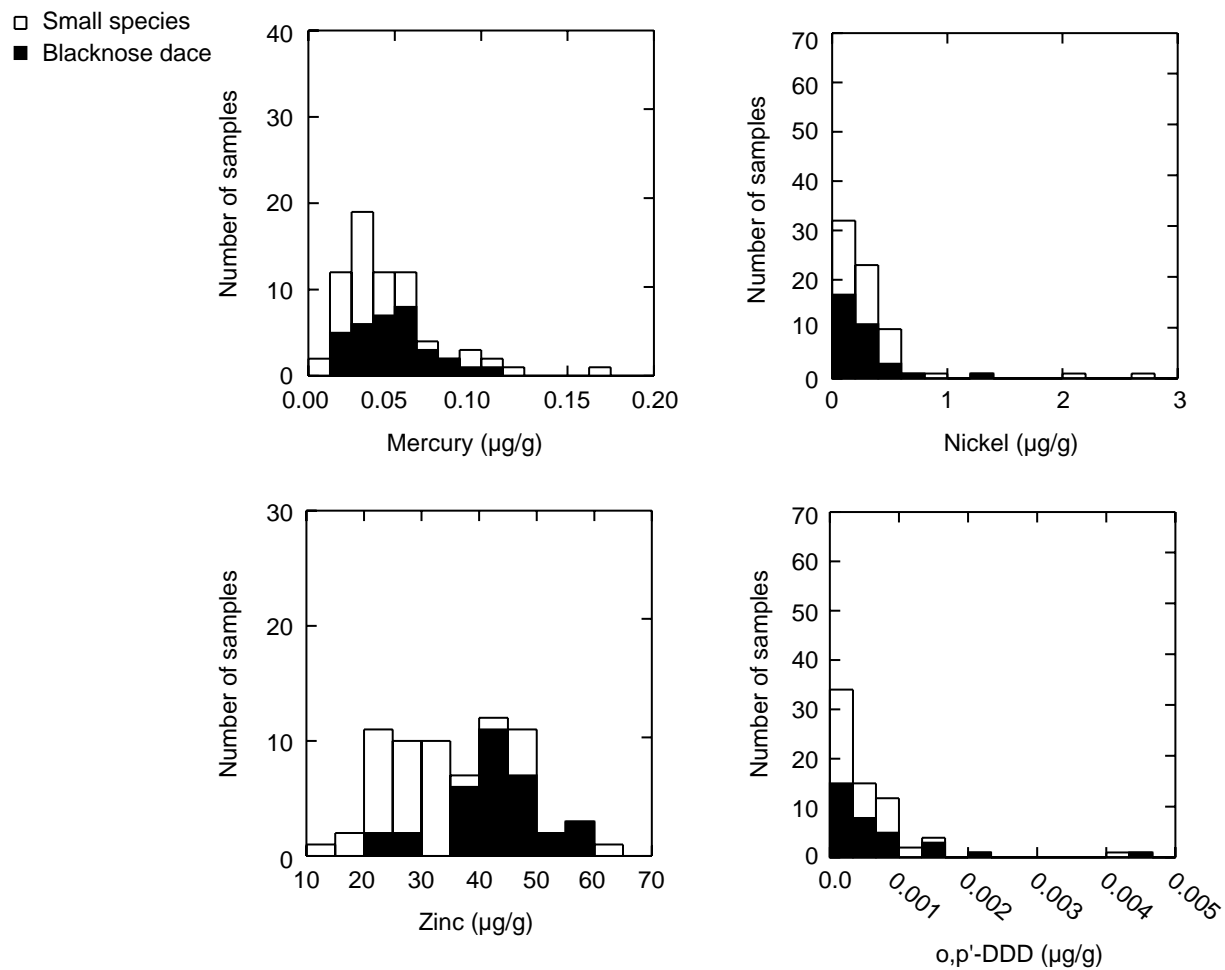 Small species
Blacknose dace
40
30
20
10
0
Number of samples
0.00 0.05 0.10 0.15 0.20
Mercury (µg/g)
70
60
50
40
30
20
10
0
Number of samples
0 1 2 3
Nickel (µg/g)
30
20
10
0
Number of samples
10 20 30 40 50 60 70
Zinc (µg/g)
70
60
50
40
30
20
10
0
Number of samples
0.0 0.001 0.002 0.003 0.004 0.005
o,p'-DDD (µg/g)